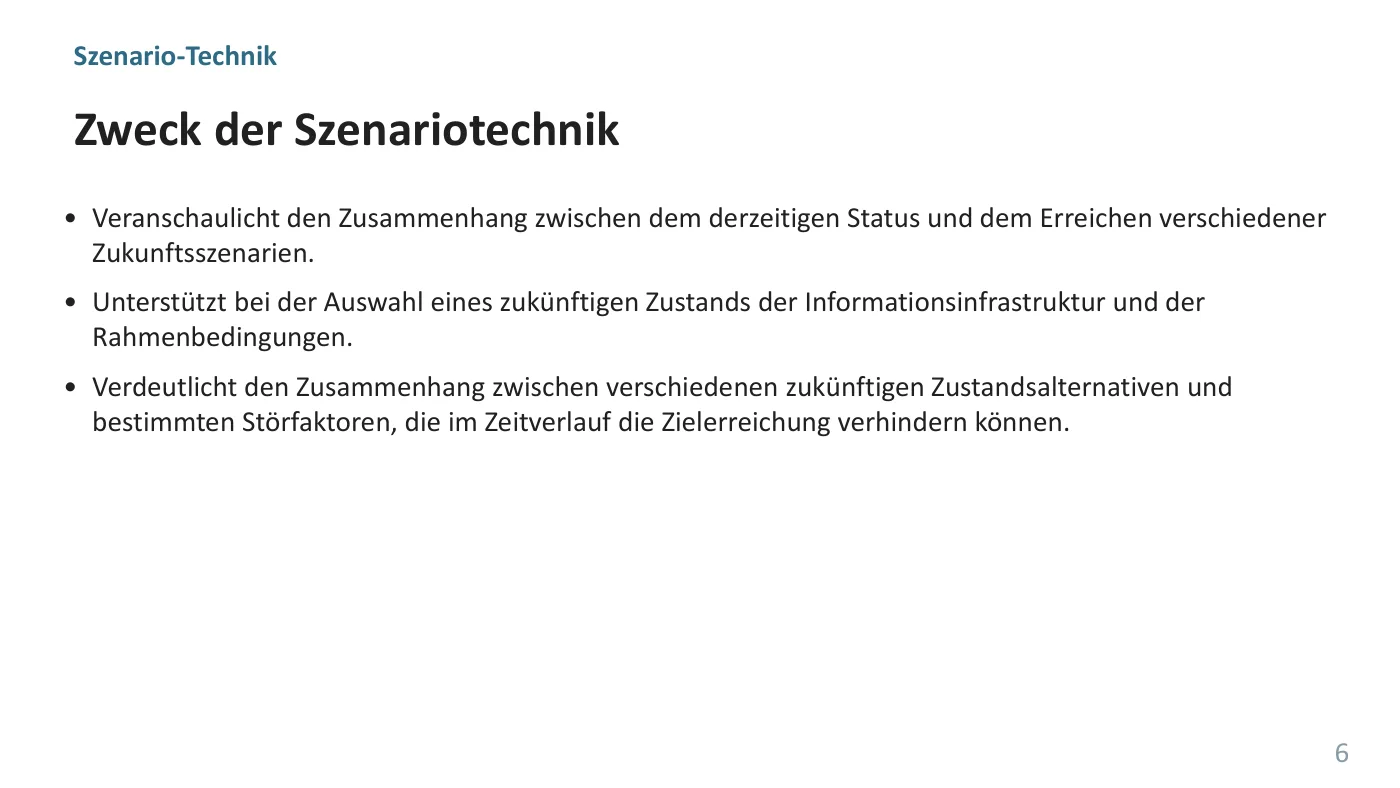 Szenario-Technik
Zweck der Szenariotechnik
• Veranschaulicht den Zusammenhang zwischen dem derzeitigen Status und dem Erreichen verschiedener
Zukunftsszenarien.
• Unterstützt bei der Auswahl eines zukünftigen Zustands der Informationsinfrastruktur und der
Rahmenbedingungen.
• Verdeutlicht den Zusammenhang zwischen verschiedenen zukünftigen Zustandsalternativen und
bestimmten Störfaktoren, die im Zeitverlauf die Zielerreichung verhindern können.
6